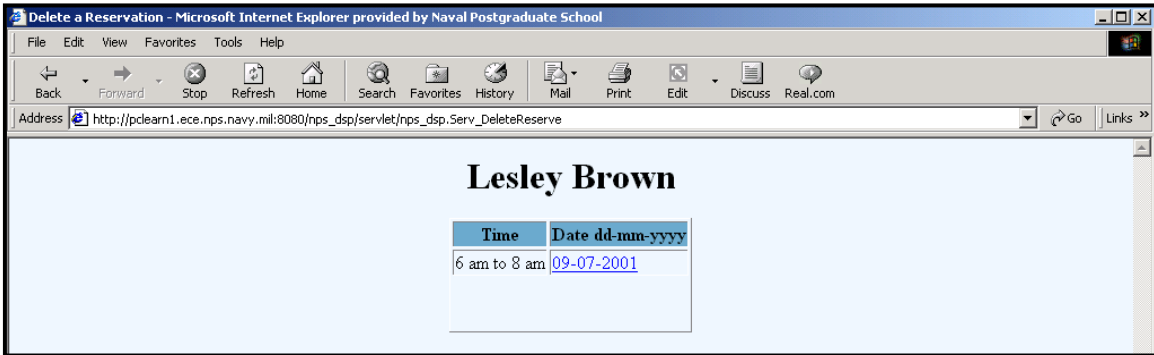 Delete a Reservation - Microsoft Internet Explorer provided by Naval Postgraduate School
File Edit View Favorites Tools Help
Back Forward Stop Refresh Home Search Favorites History Mail Print Edit Discuss Real.com
Address http://pclearn1.ece.nps.navy.mil:8080/nps_dsp/servlet/nps_dsp.Serv_DeleteReserve Go Links »
Lesley Brown
Time Date dd-mm-yyyy
6 am to 8 am 09-07-2001